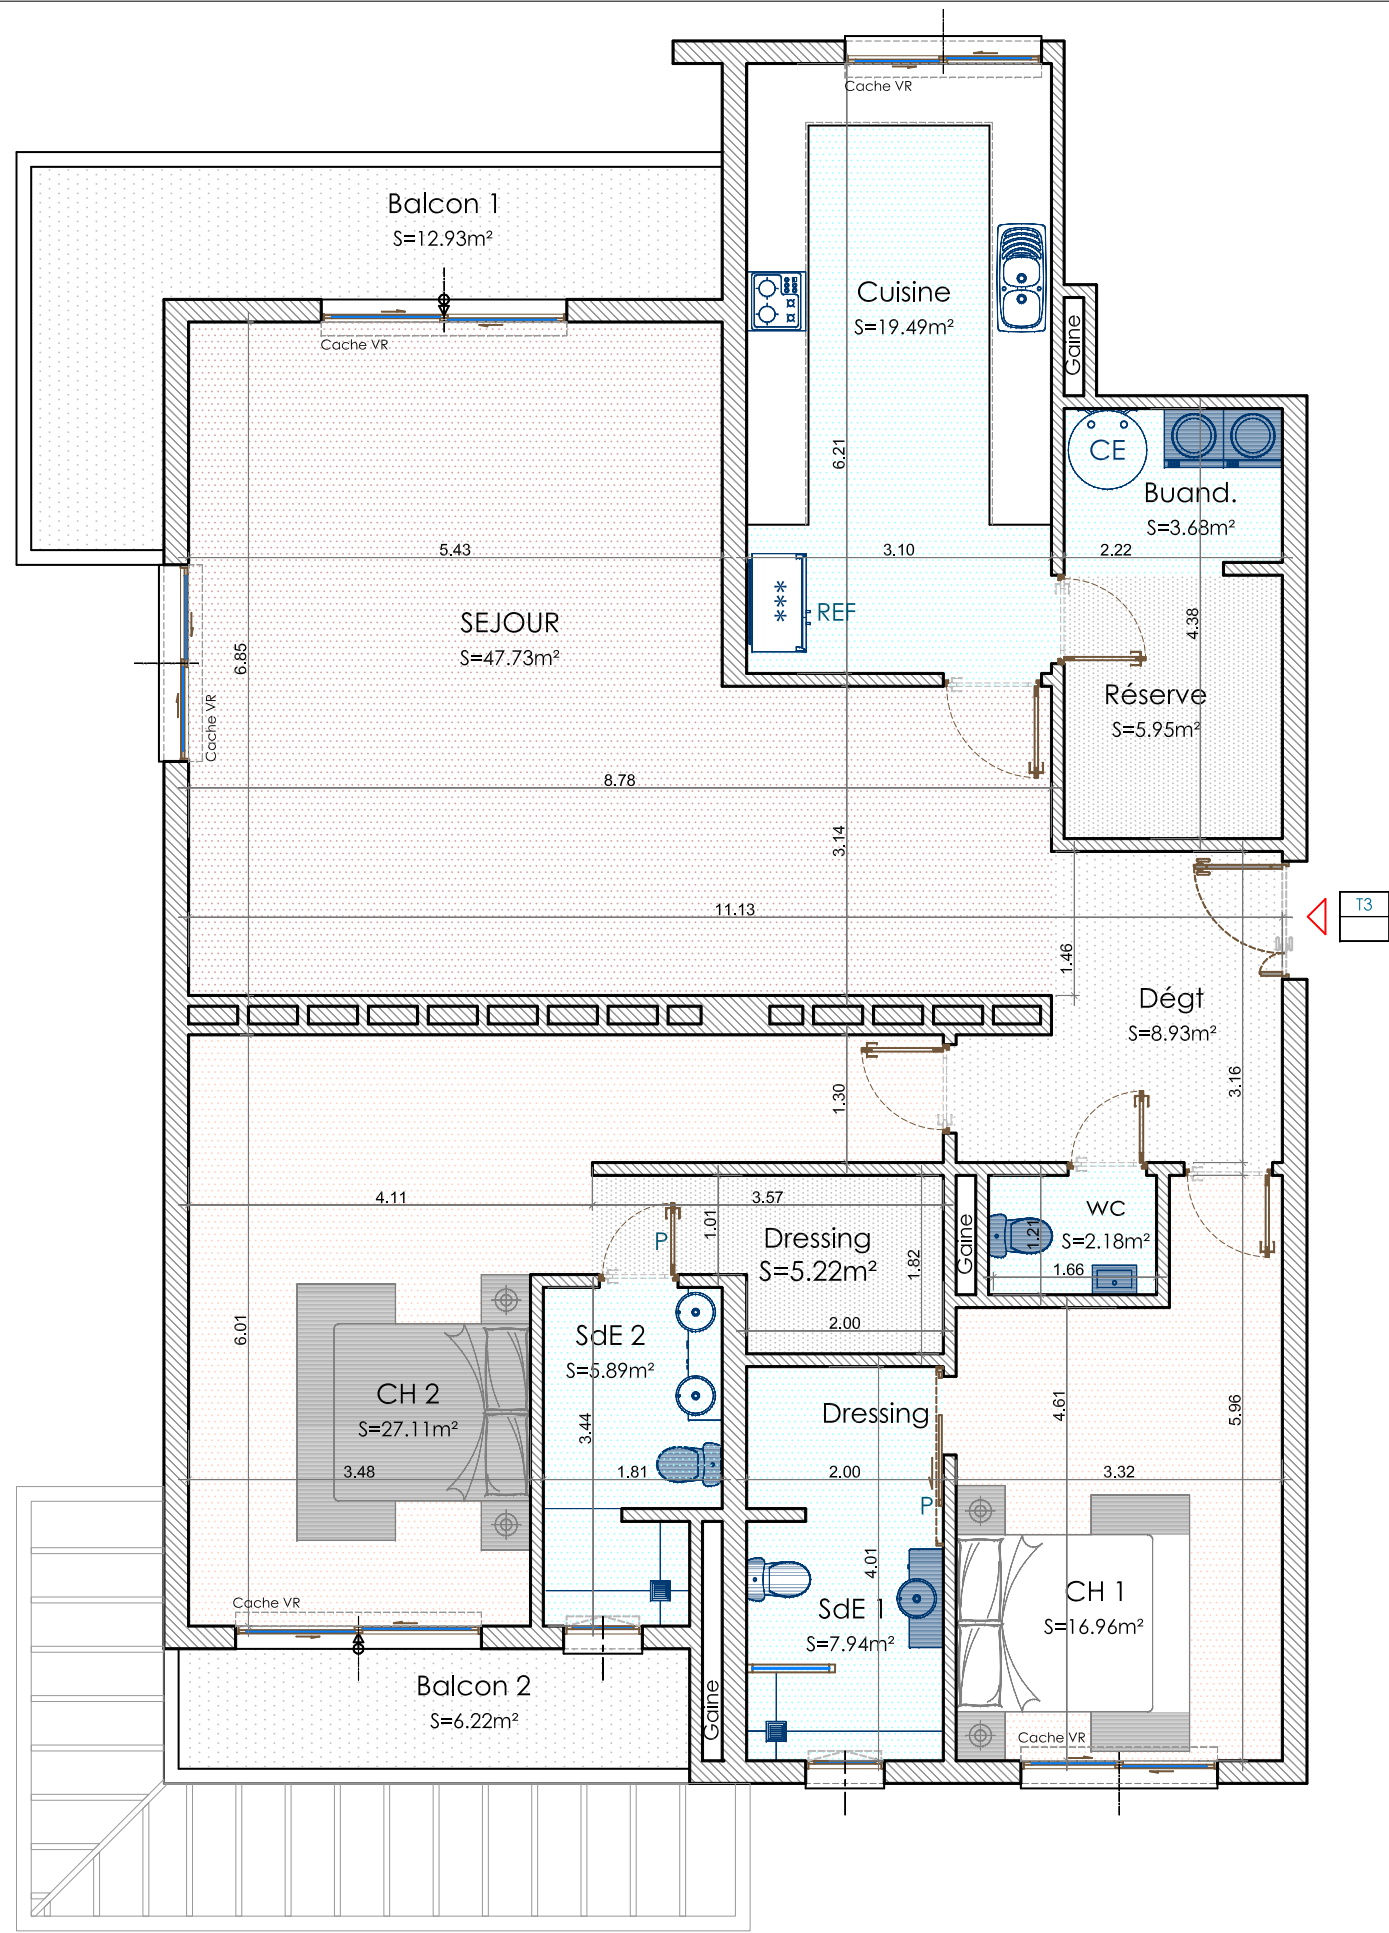 Cache VR
Balcon 1
S=12.93m²
Cuisine
S=19.49m²
Gaine
Cache VR
CE
6.21
Buand.
S=3.68m²
5.43
3.10
2.22
***
REF
SEJOUR
S=47.73m²
4.38
6.85
Réserve
S=5.95m²
Cache VR
8.78
3.14
T3
11.13
1.46
Dégt
S=8.93m²
3.16
1.30
4.11
3.57
WC
S=2.18m²
1.21
1.66
P
1.01
Dressing
S=5.22m²
1.82
Gaine
6.01
2.00
SdE 2
S=5.89m²
CH 2
S=27.11m²
3.44
Dressing
4.61
5.96
3.48
1.81
2.00
3.32
P
4.01
Cache VR
SdE 1
S=7.94m²
CH 1
S=16.96m²
Balcon 2
S=6.22m²
Gaine
Cache VR